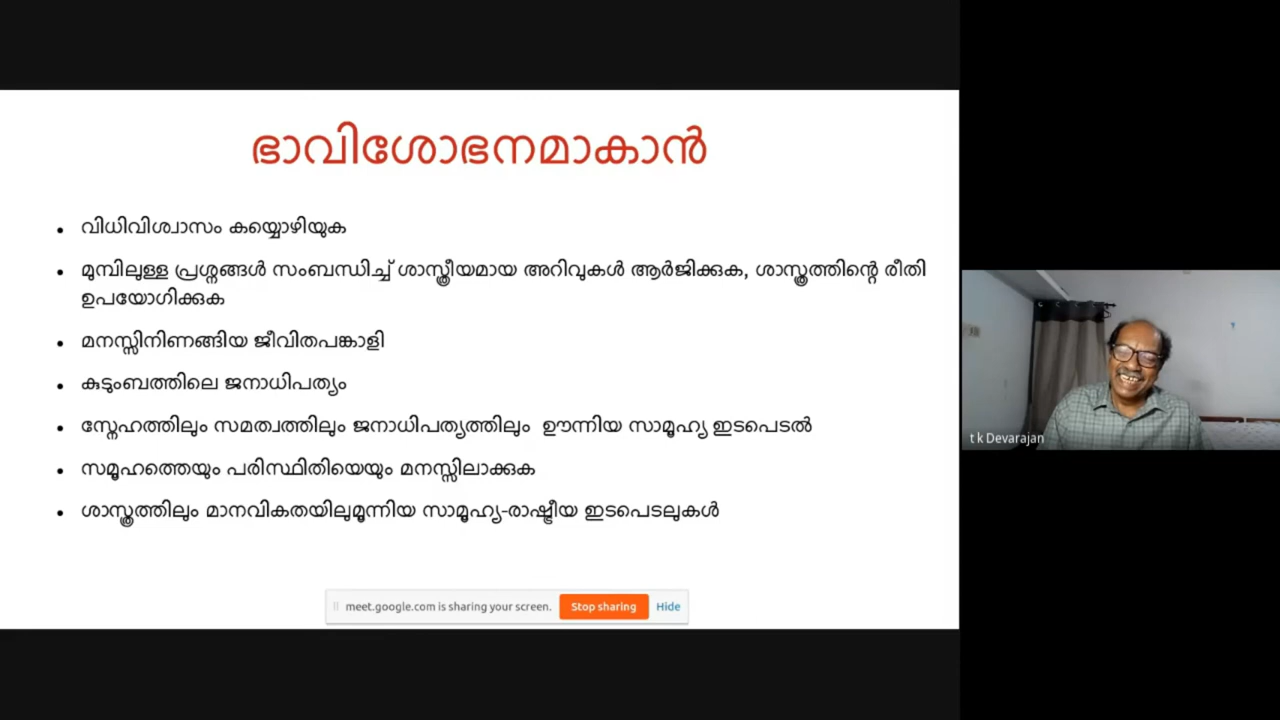 ഭാവിശോഭനമാകാൻ
• വിധിവിശ്വാസം കയ്യൊഴിയുക
• മുമ്പിലുള്ള പ്രശ്നങ്ങൾ സംബന്ധിച്ച് ശാസ്ത്രീയമായ അറിവുകൾ ആർജിക്കുക, ശാസ്ത്രത്തിന്റെ രീതി
ഉപയോഗിക്കുക
• മനസ്സിനിണങ്ങിയ ജീവിതപങ്കാളി
• കുടുംബത്തിലെ ജനാധിപത്യം
• സ്നേഹത്തിലും സമത്വത്തിലും ജനാധിപത്യത്തിലും ഊന്നിയ സാമൂഹ്യ ഇടപെടൽ
• സമൂഹത്തെയും പരിസ്ഥിതിയെയും മനസ്സിലാക്കുക
• ശാസ്ത്രത്തിലും മാനവികതയിലുമൂന്നിയ സാമൂഹ്യ-രാഷ്ട്രീയ ഇടപെടലുകൾ
meet.google.com is sharing your screen. Stop sharing Hide
t k Devarajan